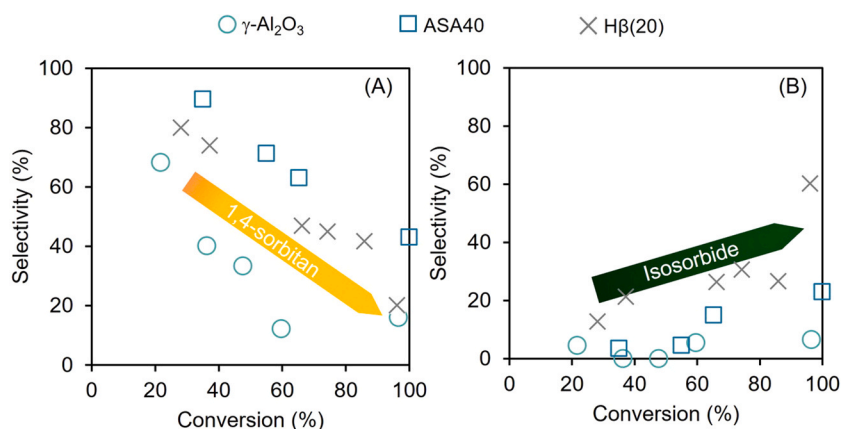 γ-Al₂O₃ ASA40 Hβ(20)
(A)
Selectivity (%)
100
80
60
40
20
0
1,4-sorbitan
0 20 40 60 80 100
Conversion (%)
(B)
Selectivity (%)
100
80
60
40
20
0
Isosorbide
0 20 40 60 80 100
Conversion (%)